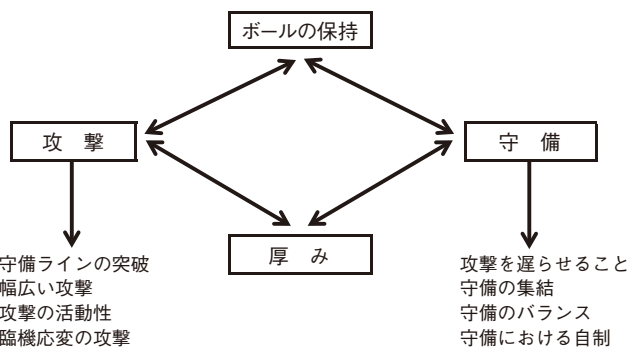 ボールの保持
攻　撃
守　備
厚　み
守備ラインの突破
幅広い攻撃
攻撃の活動性
臨機応変の攻撃
攻撃を遅らせること
守備の集結
守備のバランス
守備における自制